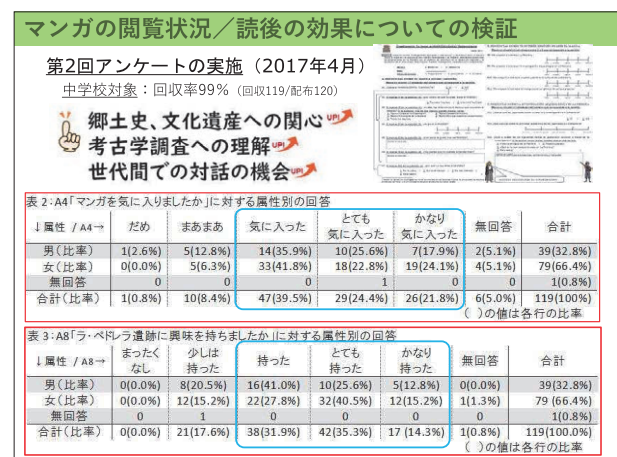 マンガの閲覧状況／読後の効果についての検証
第2回アンケートの実施（2017年4月）
中学校対象：回収率99%（回収119/配布120）
郷土史、文化遺産への関心UP!
考古学調査への理解UP!
世代間での対話の機会UP!
表2：A4「マンガを気に入りましたか」に対する属性別の回答
↓属性 / A4→ だめ まあまあ 気に入った とても気に入った かなり気に入った 無回答 合計
男（比率） 1(2.6%) 5(12.8%) 14(35.9%) 10(25.6%) 7(17.9%) 2(5.1%) 39(32.8%)
女（比率） 0(0.0%) 5(6.3%) 33(41.8%) 18(22.8%) 19(24.1%) 4(5.1%) 79(66.4%)
無回答 0 0 0 1 0 0 1(0.8%)
合計（比率） 1(0.8%) 10(8.4%) 47(39.5%) 29(24.4%) 26(21.8%) 6(5.0%) 119(100%)
（ ）の値は各行の比率
表3：A8「ラ・ペドレラ遺跡に興味を持ちましたか」に対する属性別の回答
↓属性 / A8→ まったくなし 少しは持った 持った とても持った かなり持った 無回答 合計
男（比率） 0(0.0%) 8(20.5%) 16(41.0%) 10(25.6%) 5(12.8%) 0(0.0%) 39(32.8%)
女（比率） 0(0.0%) 12(15.2%) 22(27.8%) 32(40.5%) 12(15.2%) 1(1.3%) 79 (66.4%)
無回答 0 1 0 0 0 0 1(0.8%)
合計（比率） 0(0.0%) 21(17.6%) 38(31.9%) 42(35.3%) 17 (14.3%) 1(0.8%) 119(100.0%)
（ ）の値は各行の比率